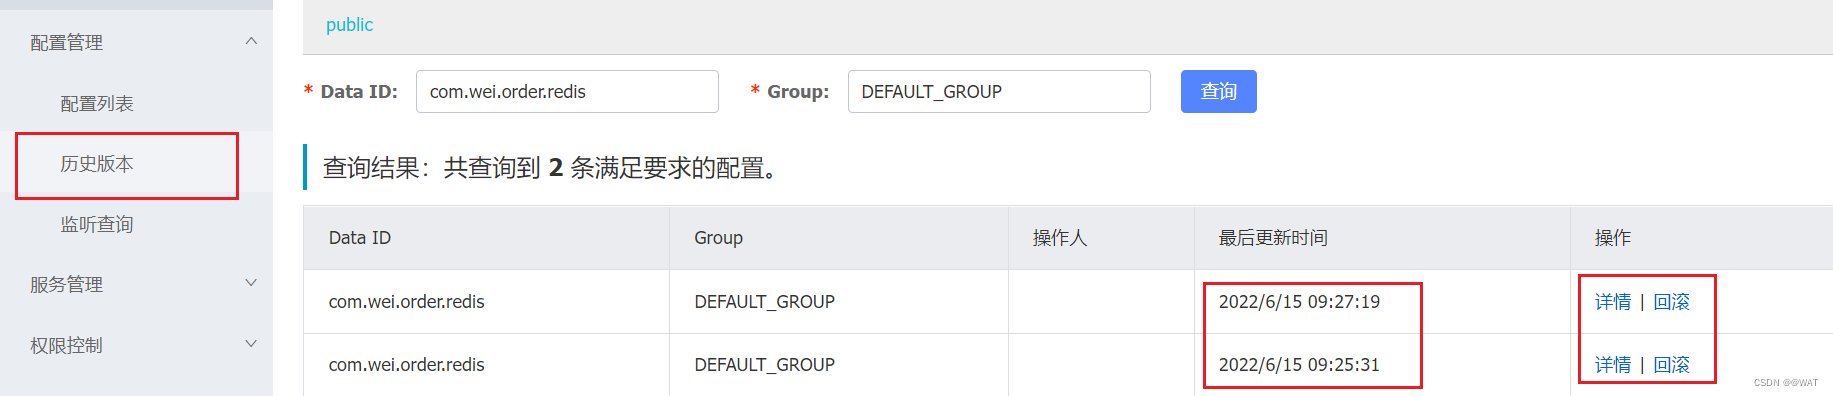 public
配置管理
配置列表
历史版本
监听查询
服务管理
权限控制
* Data ID: com.wei.order.redis * Group: DEFAULT_GROUP 查询
查询结果：共查询到 2 条满足要求的配置。
Data ID Group 操作人 最后更新时间 操作
com.wei.order.redis DEFAULT_GROUP 2022/6/15 09:27:19 详情 | 回滚
com.wei.order.redis DEFAULT_GROUP 2022/6/15 09:25:31 详情 | 回滚
CSDN @@WAT